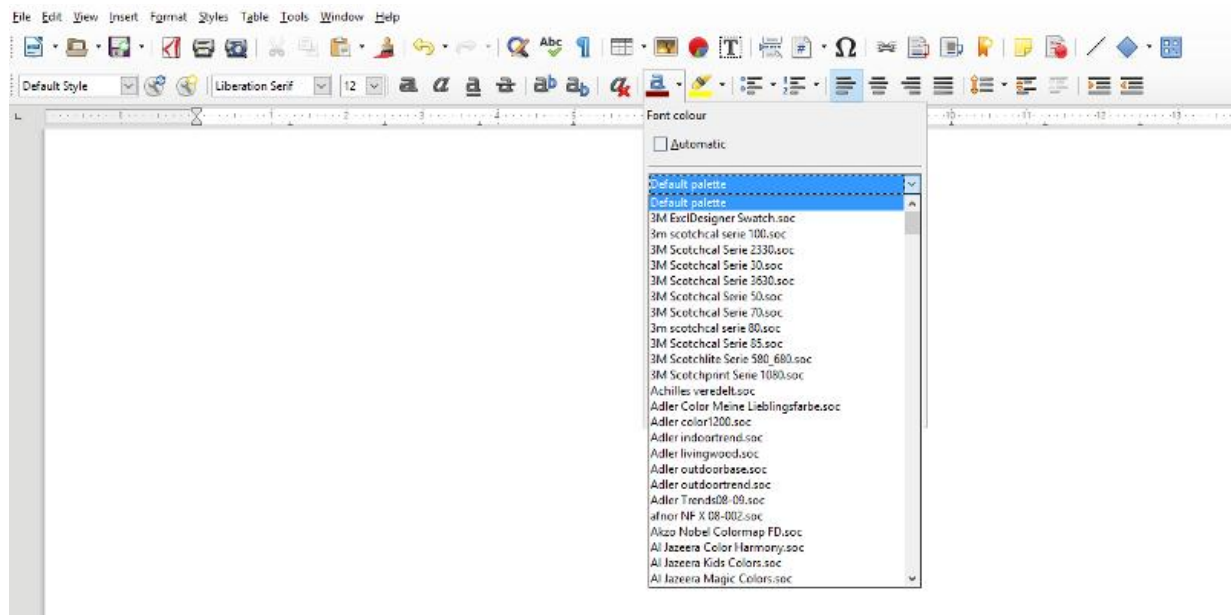 File Edit View Insert Format Styles Table Tools Window Help
Abc
Default Style Liberation Serif 12 a a a a ab ab a
Font colour
Automatic
Default palette
Default palette
3M ExclDesigner Swatch.soc
3m scotchcal serie 100.soc
3M Scotchcal Serie 2330.soc
3M Scotchcal Serie 30.soc
3M Scotchcal Serie 3630.soc
3M Scotchcal Serie 50.soc
3M Scotchcal Serie 70.soc
3m scotchcal serie 80.soc
3M Scotchcal Serie 85.soc
3M Scotchlite Serie 580_680.soc
3M Scotchprint Serie 1080.soc
Achilles veredelt.soc
Adler Color Meine Lieblingsfarbe.soc
Adler color1200.soc
Adler indoortrend.soc
Adler livingwood.soc
Adler outdoorbase.soc
Adler outdoortrend.soc
Adler Trends08-09.soc
afnor NF X 08-002.soc
Akzo Nobel Colormap FD.soc
Al Jazeera Color Harmony.soc
Al Jazeera Kids Colors.soc
Al Jazeera Magic Colors.soc